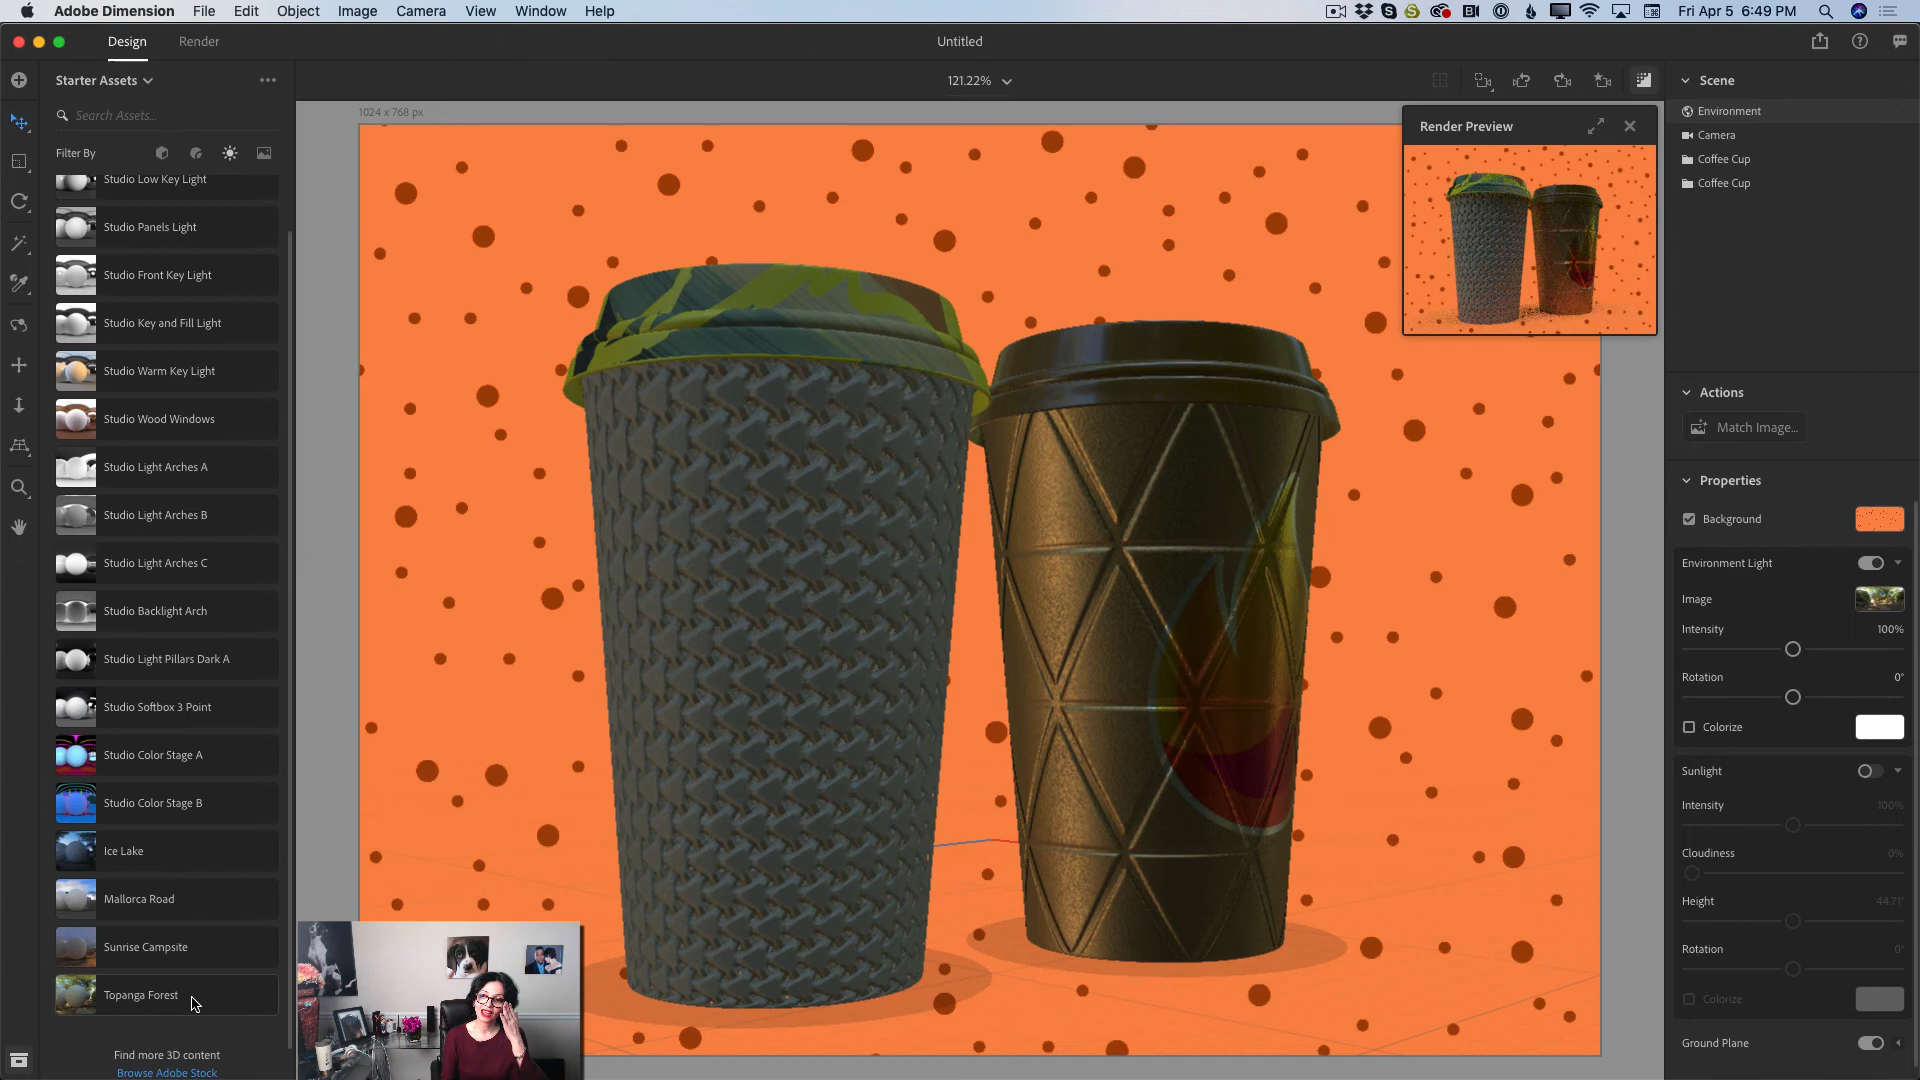 Adobe Dimension File Edit Object Image Camera View Window Help
Fri Apr 5 6:49 PM
Design Render
Untitled
Starter Assets
121.22%
Search Assets...
Filter By
Studio Low Key Light
Studio Panels Light
Studio Front Key Light
Studio Key and Fill Light
Studio Warm Key Light
Studio Wood Windows
Studio Light Arches A
Studio Light Arches B
Studio Light Arches C
Studio Backlight Arch
Studio Light Pillars Dark A
Studio Softbox 3 Point
Studio Color Stage A
Studio Color Stage B
Ice Lake
Mallorca Road
Sunrise Campsite
Topanga Forest
Find more 3D content
Browse Adobe Stock
1024 x 768 px
Render Preview
Scene
Environment
Camera
Coffee Cup
Coffee Cup
Actions
Match Image...
Properties
Background
Environment Light
Image
Intensity 100%
Rotation 0°
Colorize
Sunlight
Intensity 100%
Cloudiness 0%
Height 44.71°
Rotation 0°
Colorize
Ground Plane